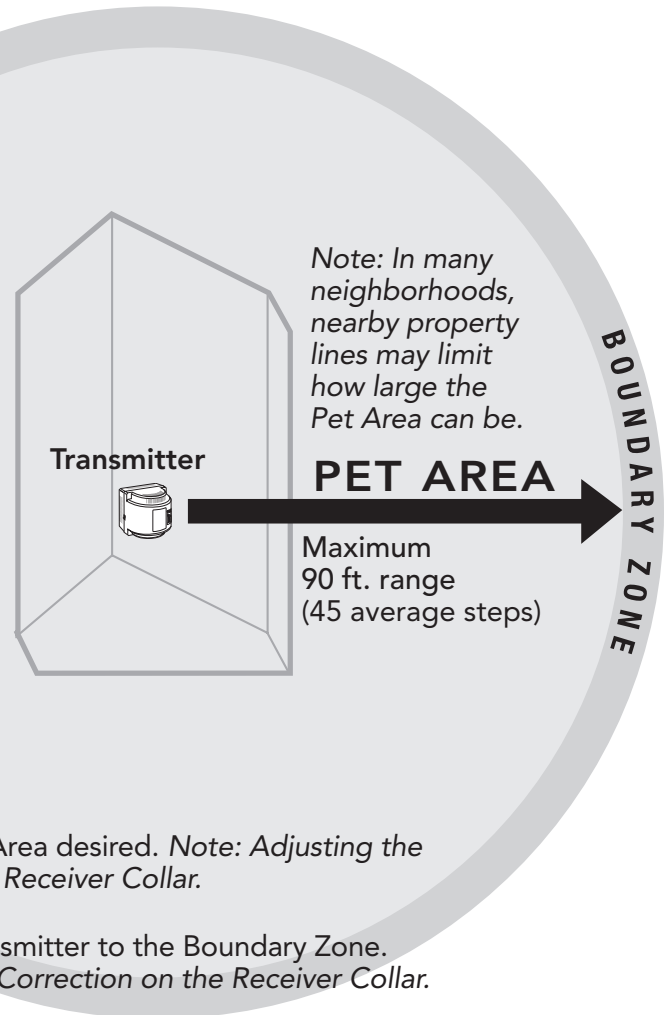 Note: In many
neighborhoods,
nearby property
lines may limit
how large the
Pet Area can be.
Transmitter
PET AREA
BOUNDARY ZONE
Maximum
90 ft. range
(45 average steps)
Area desired. Note: Adjusting the
Receiver Collar.
smitter to the Boundary Zone.
Correction on the Receiver Collar.